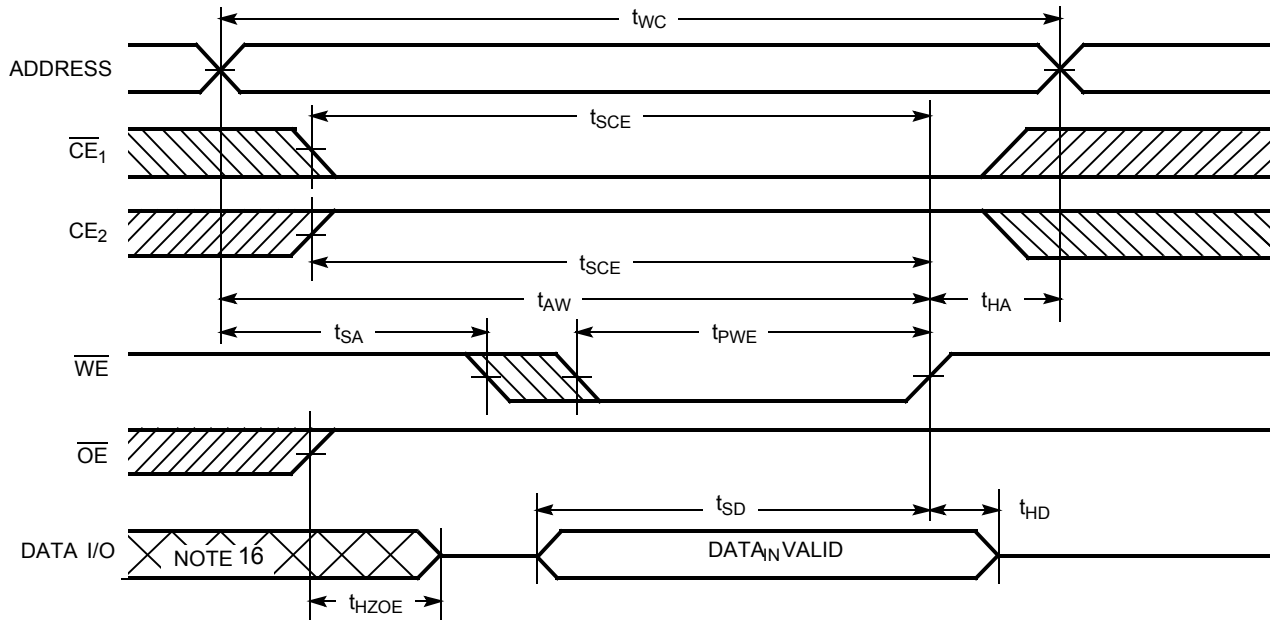 tWC
ADDRESS
tSCE
CE1
CE2
tSCE
tAW
tHA
tSA
tPWE
WE
OE
tSD
tHD
DATA I/O
NOTE 16
DATAIN VALID
tHZOE